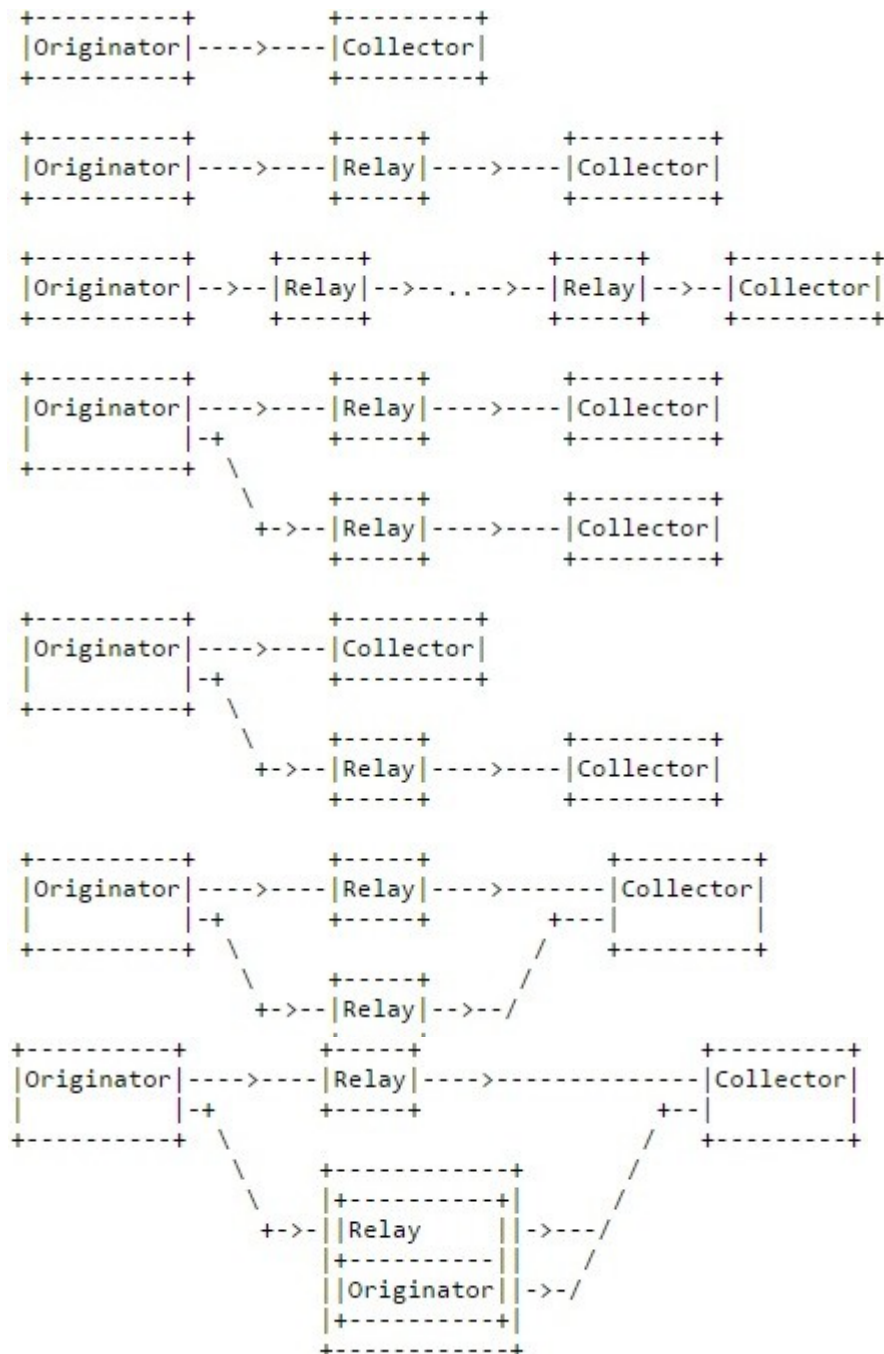 +----------+         +---------+
|Originator|---->----|Collector|
+----------+         +---------+

+----------+         +-----+         +---------+
|Originator|---->----|Relay|---->----|Collector|
+----------+         +-----+         +---------+

+----------+     +-----+            +-----+     +---------+
|Originator|-->--|Relay|-->--..-->--|Relay|-->--|Collector|
+----------+     +-----+            +-----+     +---------+

+----------+         +-----+         +---------+
|Originator|---->----|Relay|---->----|Collector|
|          |-+       +-----+         +---------+
+----------+  \
               \     +-----+         +---------+
                +->--|Relay|---->----|Collector|
                     +-----+         +---------+

+----------+         +---------+
|Originator|---->----|Collector|
|          |-+       +---------+
+----------+  \
               \     +-----+         +---------+
                +->--|Relay|---->----|Collector|
                     +-----+         +---------+

+----------+         +-----+            +---------+
|Originator|---->----|Relay|---->-------|Collector|
|          |-+       +-----+        +---|         |
+----------+  \                    /    +---------+
               \     +-----+      /
                +->--|Relay|-->--/
+----------+         +-----+                   +---------+
|Originator|---->----|Relay|---->--------------|Collector|
|          |-+       +-----+                +--|         |
+----------+  \                            /   +---------+
               \     +------------+       /
                \    |+----------+|      /
                 +->-||Relay     ||->---/
                     |+----------||    /
                     ||Originator||->-/
                     |+----------+|
                     +------------+